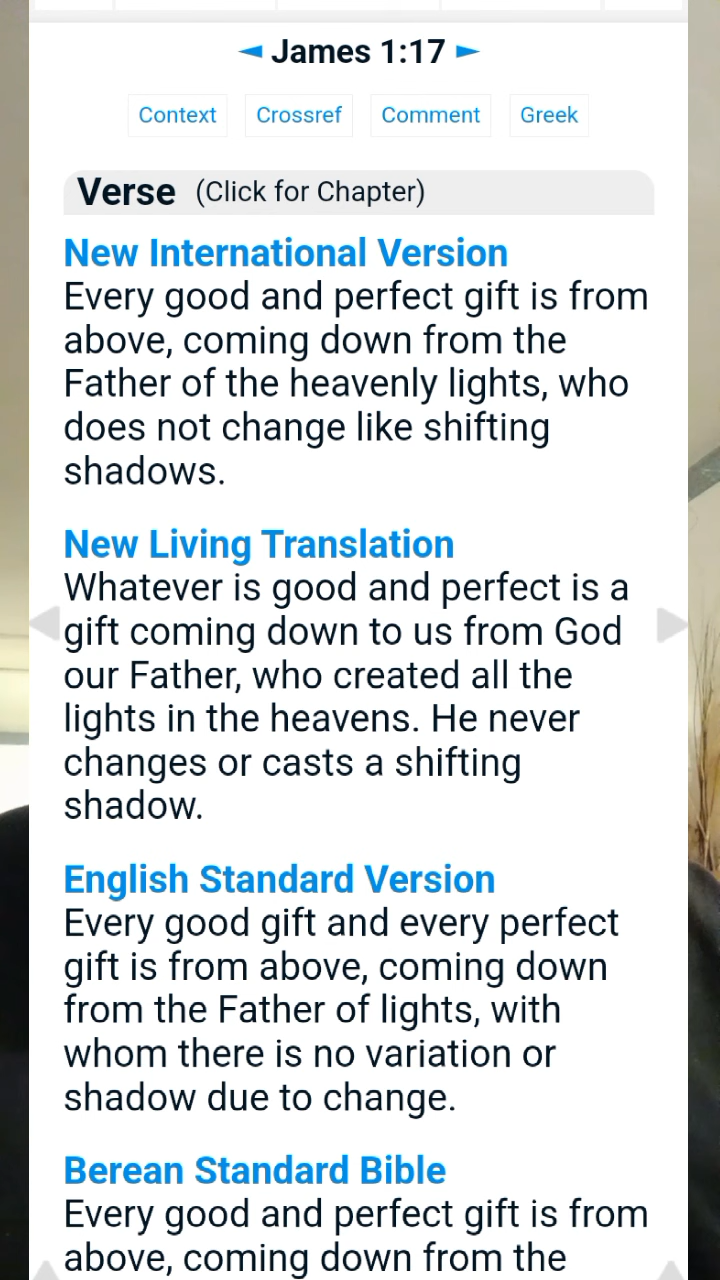 James 1:17
Context Crossref Comment Greek
Verse (Click for Chapter)
New International Version
Every good and perfect gift is from
above, coming down from the
Father of the heavenly lights, who
does not change like shifting
shadows.
New Living Translation
Whatever is good and perfect is a
gift coming down to us from God
our Father, who created all the
lights in the heavens. He never
changes or casts a shifting
shadow.
English Standard Version
Every good gift and every perfect
gift is from above, coming down
from the Father of lights, with
whom there is no variation or
shadow due to change.
Berean Standard Bible
Every good and perfect gift is from
above, coming down from the